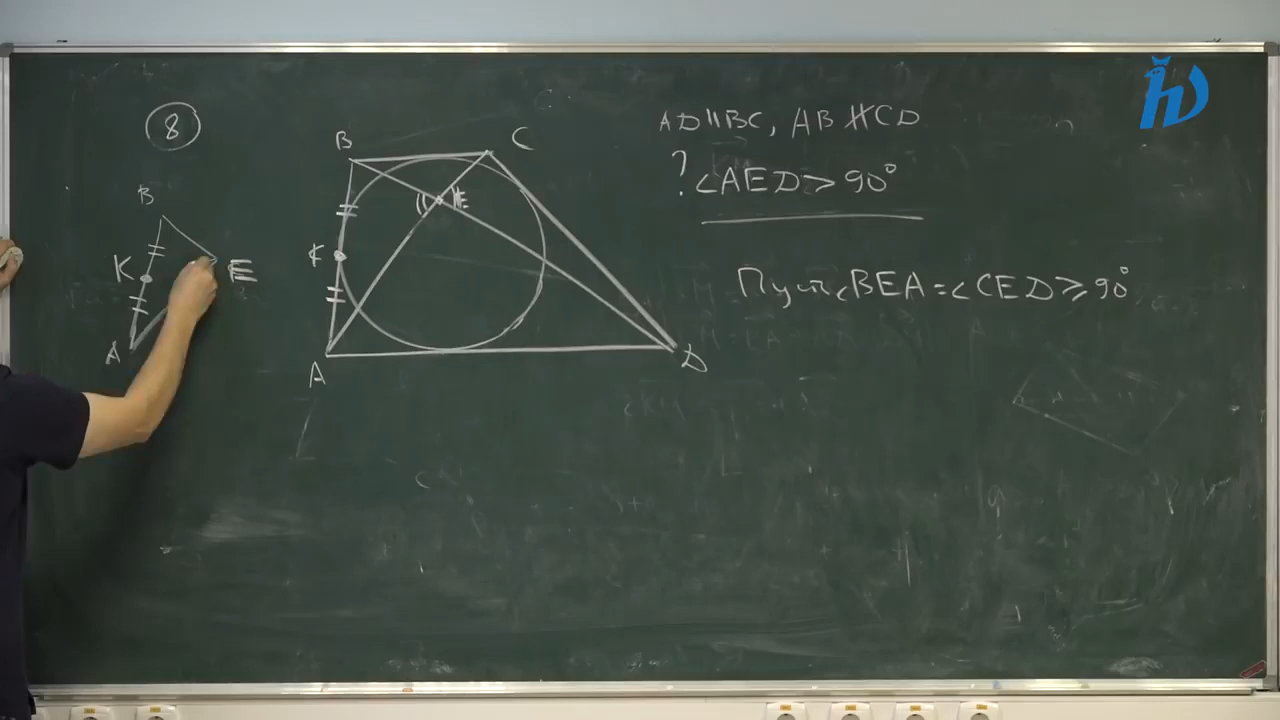 8
AD||BC, AB∦CD
? ∠AED > 90°
Пусть ∠BEA = ∠CED ≥ 90°
B
K
E
A
B
C
K
E
A
D